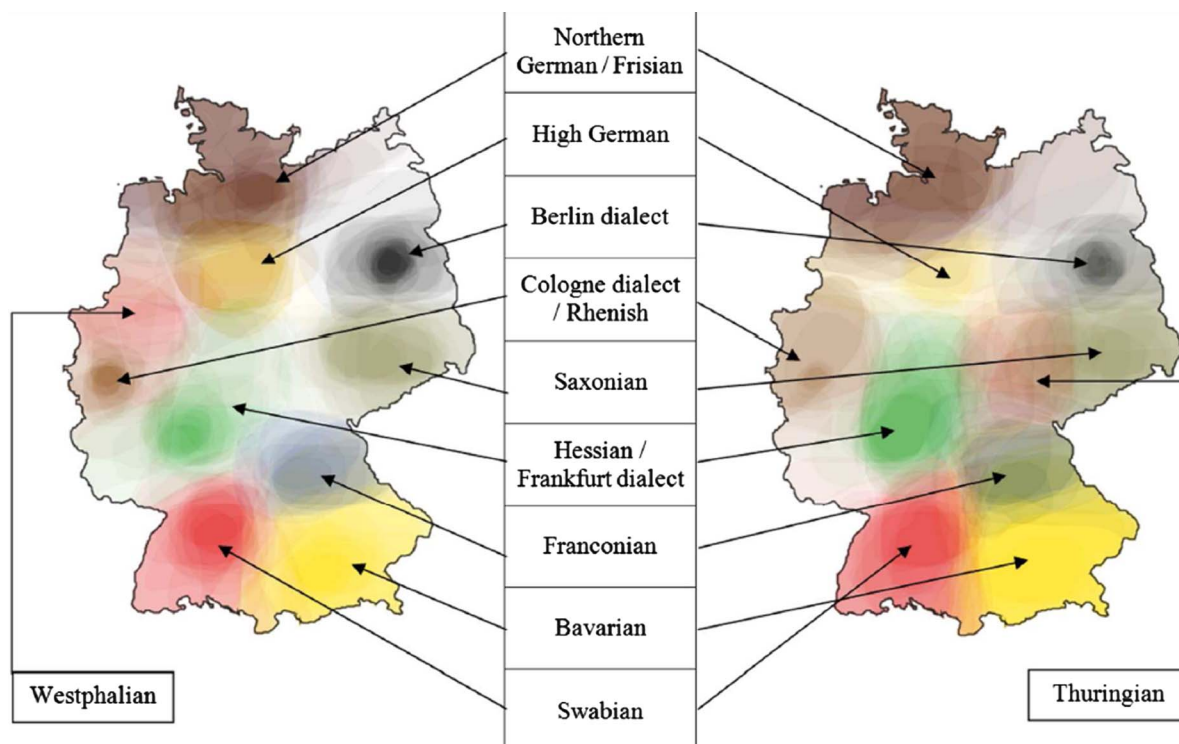 Northern
German / Frisian
High German
Berlin dialect
Cologne dialect
/ Rhenish
Saxonian
Hessian /
Frankfurt dialect
Franconian
Bavarian
Swabian
Westphalian
Thuringian